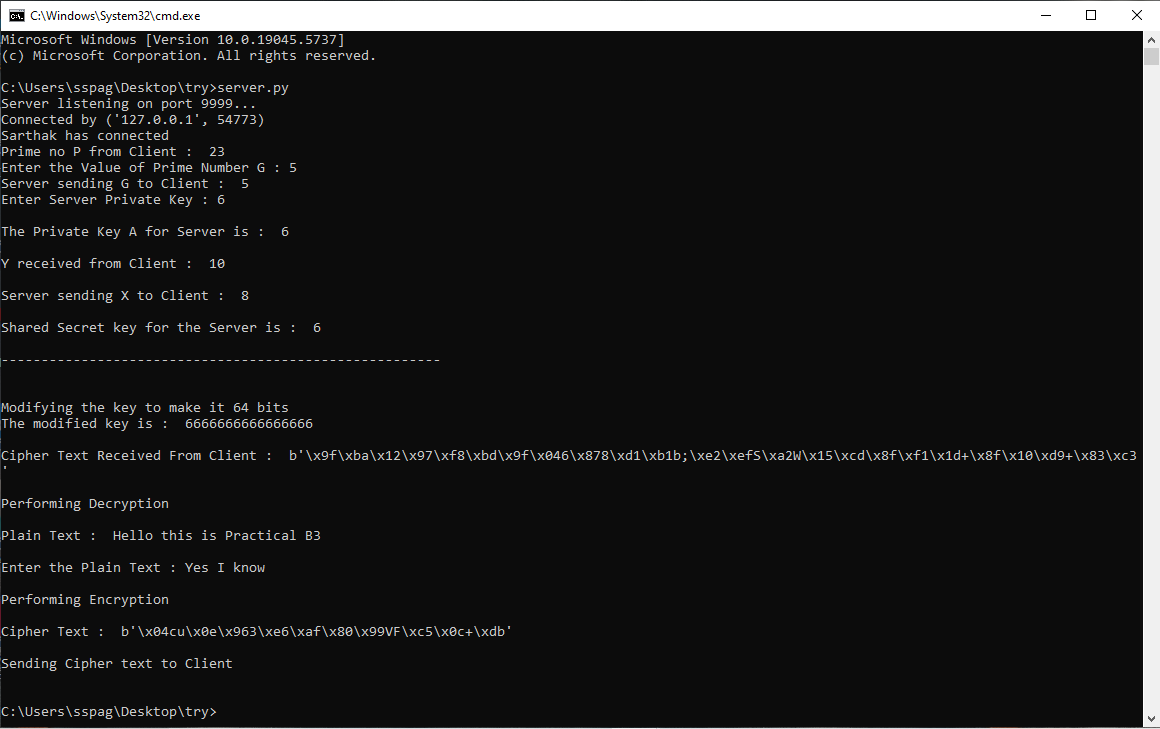 C:\Windows\System32\cmd.exe
Microsoft Windows [Version 10.0.19045.5737]
(c) Microsoft Corporation. All rights reserved.
C:\Users\sspag\Desktop\try>server.py
Server listening on port 9999...
Connected by ('127.0.0.1', 54773)
Sarthak has connected
Prime no P from Client :  23
Enter the Value of Prime Number G : 5
Server sending G to Client :  5
Enter Server Private Key : 6
The Private Key A for Server is :  6
Y received from Client :  10
Server sending X to Client :  8
Shared Secret key for the Server is :  6
-------------------------------------------------------
Modifying the key to make it 64 bits
The modified key is :  6666666666666666
Cipher Text Received From Client :  b'\x9f\xba\x12\x97\xf8\xbd\x9f\x046\x878\xd1\xb1b;\xe2\xefS\xa2W\x15\xcd\x8f\xf1\x1d+\x8f\x10\xd9+\x83\xc3
'
Performing Decryption
Plain Text :  Hello this is Practical B3
Enter the Plain Text : Yes I know
Performing Encryption
Cipher Text :  b'\x04cu\x0e\x963\xe6\xaf\x80\x99VF\xc5\x0c+\xdb'
Sending Cipher text to Client
C:\Users\sspag\Desktop\try>